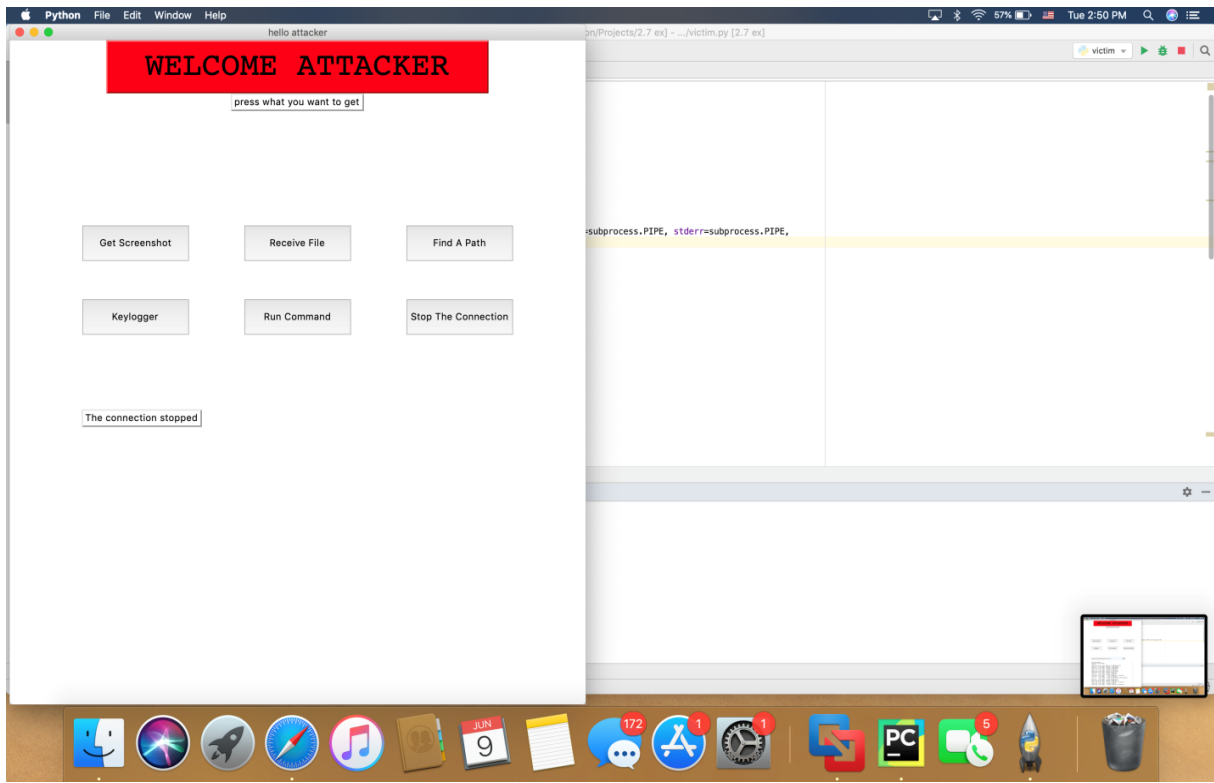 Python File Edit Window Help
57% Tue 2:50 PM
hello attacker
on/Projects/2.7 ex] - .../victim.py [2.7 ex]
victim
WELCOME ATTACKER
press what you want to get
=subprocess.PIPE, stderr=subprocess.PIPE,
Get Screenshot Receive File Find A Path
Keylogger Run Command Stop The Connection
The connection stopped
JUN
9
172
1
1
PC
5